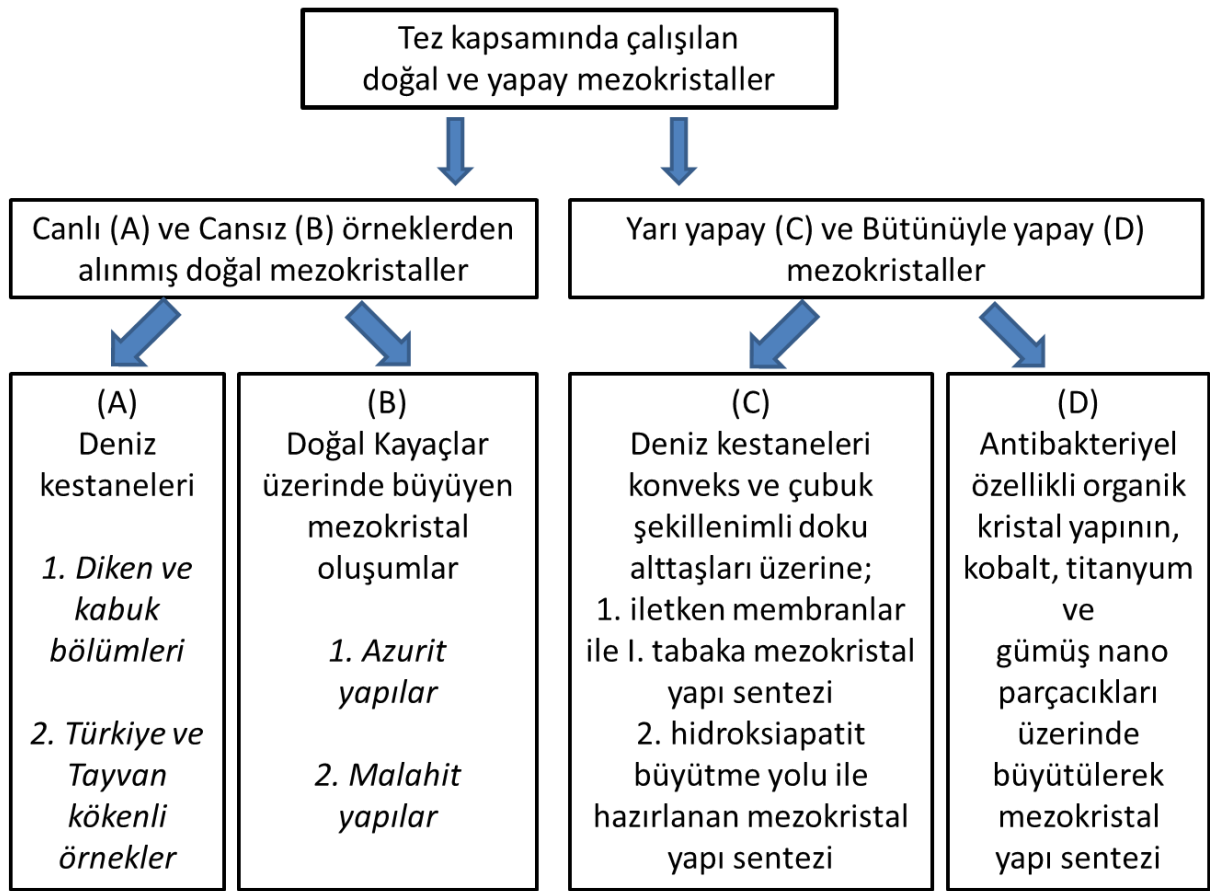 Tez kapsamında çalışılan
doğal ve yapay mezokristaller
Canlı (A) ve Cansız (B) örneklerden
alınmış doğal mezokristaller
Yarı yapay (C) ve Bütünüyle yapay (D)
mezokristaller
(A)
Deniz
kestaneleri
1. Diken ve
kabuk
bölümleri
2. Türkiye ve
Tayvan
kökenli
örnekler
(B)
Doğal Kayaçlar
üzerinde büyüyen
mezokristal
oluşumlar
1. Azurit
yapılar
2. Malahit
yapılar
(C)
Deniz kestaneleri
konveks ve çubuk
şekillenimli doku
alttaşları üzerine;
1. iletken membranlar
ile I. tabaka mezokristal
yapı sentezi
2. hidroksiapatit
büyütme yolu ile
hazırlanan mezokristal
yapı sentezi
(D)
Antibakteriyel
özellikli organik
kristal yapının,
kobalt, titanyum
ve
gümüş nano
parçacıkları
üzerinde
büyütülerek
mezokristal
yapı sentezi